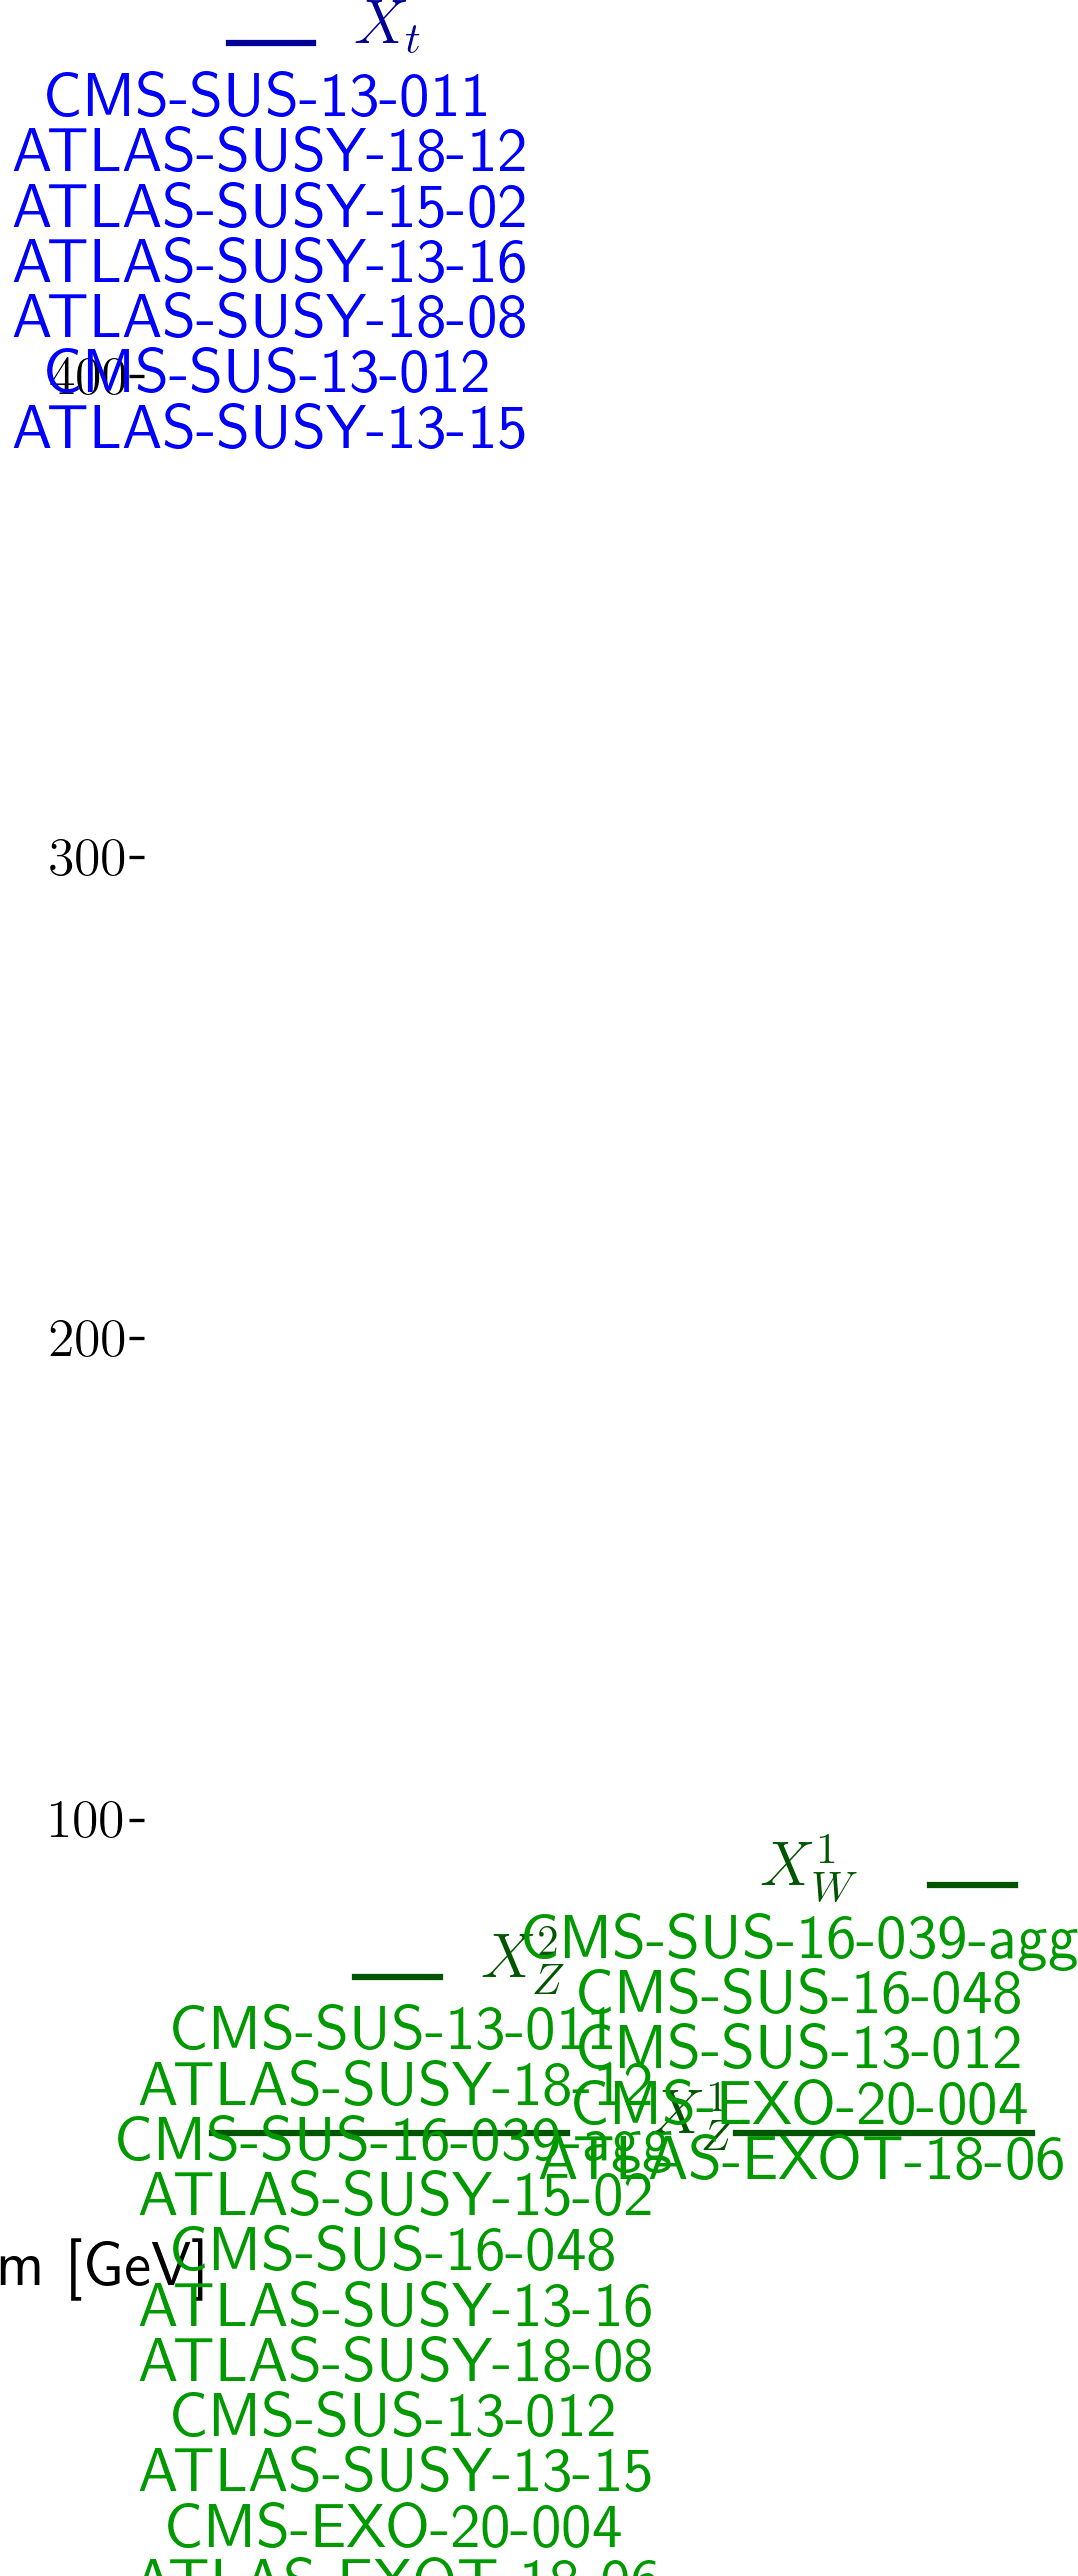 X_t
CMS-SUS-13-011
ATLAS-SUSY-18-12
ATLAS-SUSY-15-02
ATLAS-SUSY-13-16
ATLAS-SUSY-18-08
400
CMS-SUS-13-012
ATLAS-SUSY-13-15
300
200
100
X_W^1
CMS-SUS-16-039-agg
CMS-SUS-16-048
CMS-SUS-13-012
CMS-EXO-20-004
ATLAS-EXOT-18-06
X_Z^2
CMS-SUS-13-011
ATLAS-SUSY-18-12
X_Z^1
CMS-SUS-16-039-agg
ATLAS-SUSY-15-02
CMS-SUS-16-048
m [GeV]
ATLAS-SUSY-13-16
ATLAS-SUSY-18-08
CMS-SUS-13-012
ATLAS-SUSY-13-15
CMS-EXO-20-004
ATLAS-EXOT-18-06